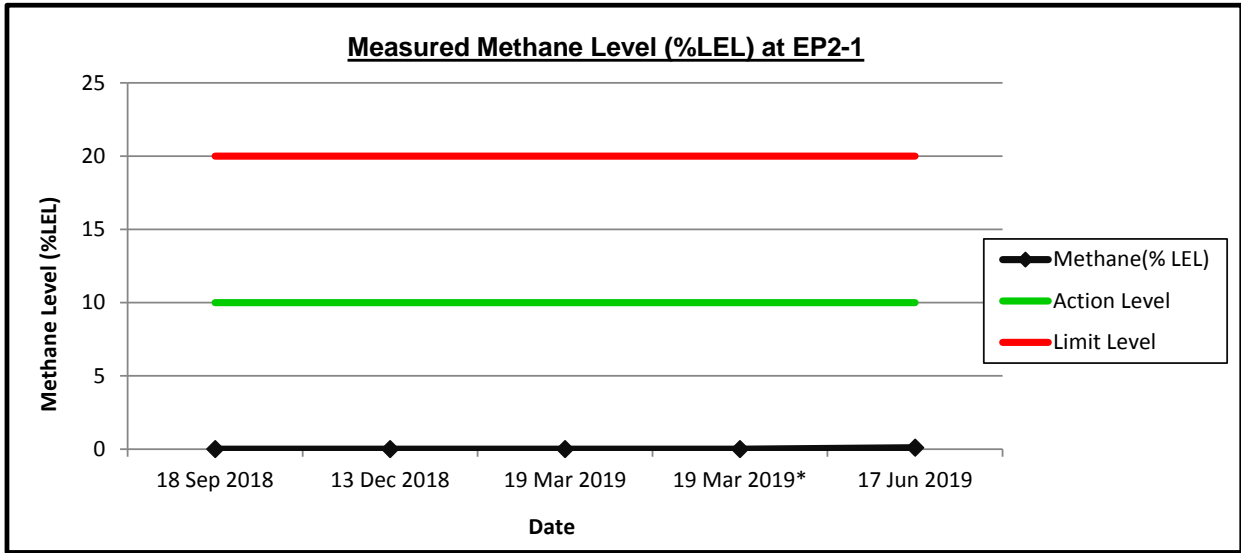 Measured Methane Level (%LEL) at EP2-1
25
20
15
10
5
0
Methane Level (%LEL)
18 Sep 2018 13 Dec 2018 19 Mar 2019 19 Mar 2019* 17 Jun 2019
Date
Methane(% LEL)
Action Level
Limit Level